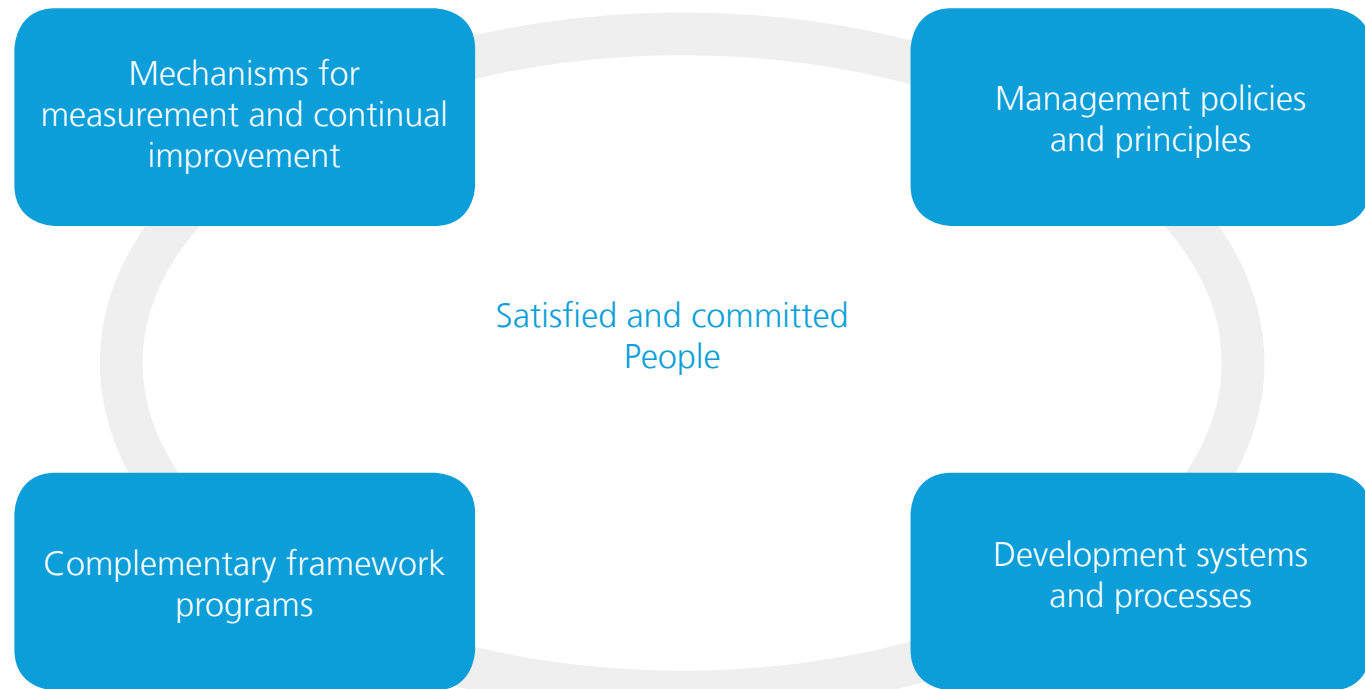 Mechanisms for
measurement and continual
improvement
Management policies
and principles
Satisfied and committed
People
Complementary framework
programs
Development systems
and processes